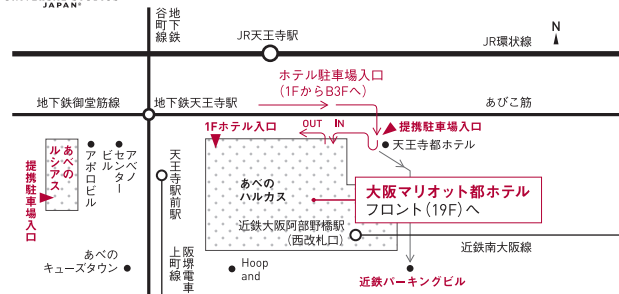 JAPAN®
地下鉄
谷町線
JR天王寺駅
JR環状線
N
ホテル駐車場入口
(1FからB3Fへ)
地下鉄御堂筋線
地下鉄天王寺駅
あびこ筋
1Fホテル入口
OUT
IN
提携駐車場入口
天王寺都ホテル
あべの
ルシアス
提携駐車場入口
アポロビル
アベノ
センター
ビル
天王寺駅前駅
あべの
ハルカス
大阪マリオット都ホテル
フロント(19F)へ
近鉄大阪阿部野橋駅
(西改札口)
近鉄南大阪線
あべの
キューズタウン
阪堺電車
上町線
Hoop
and
近鉄パーキングビル